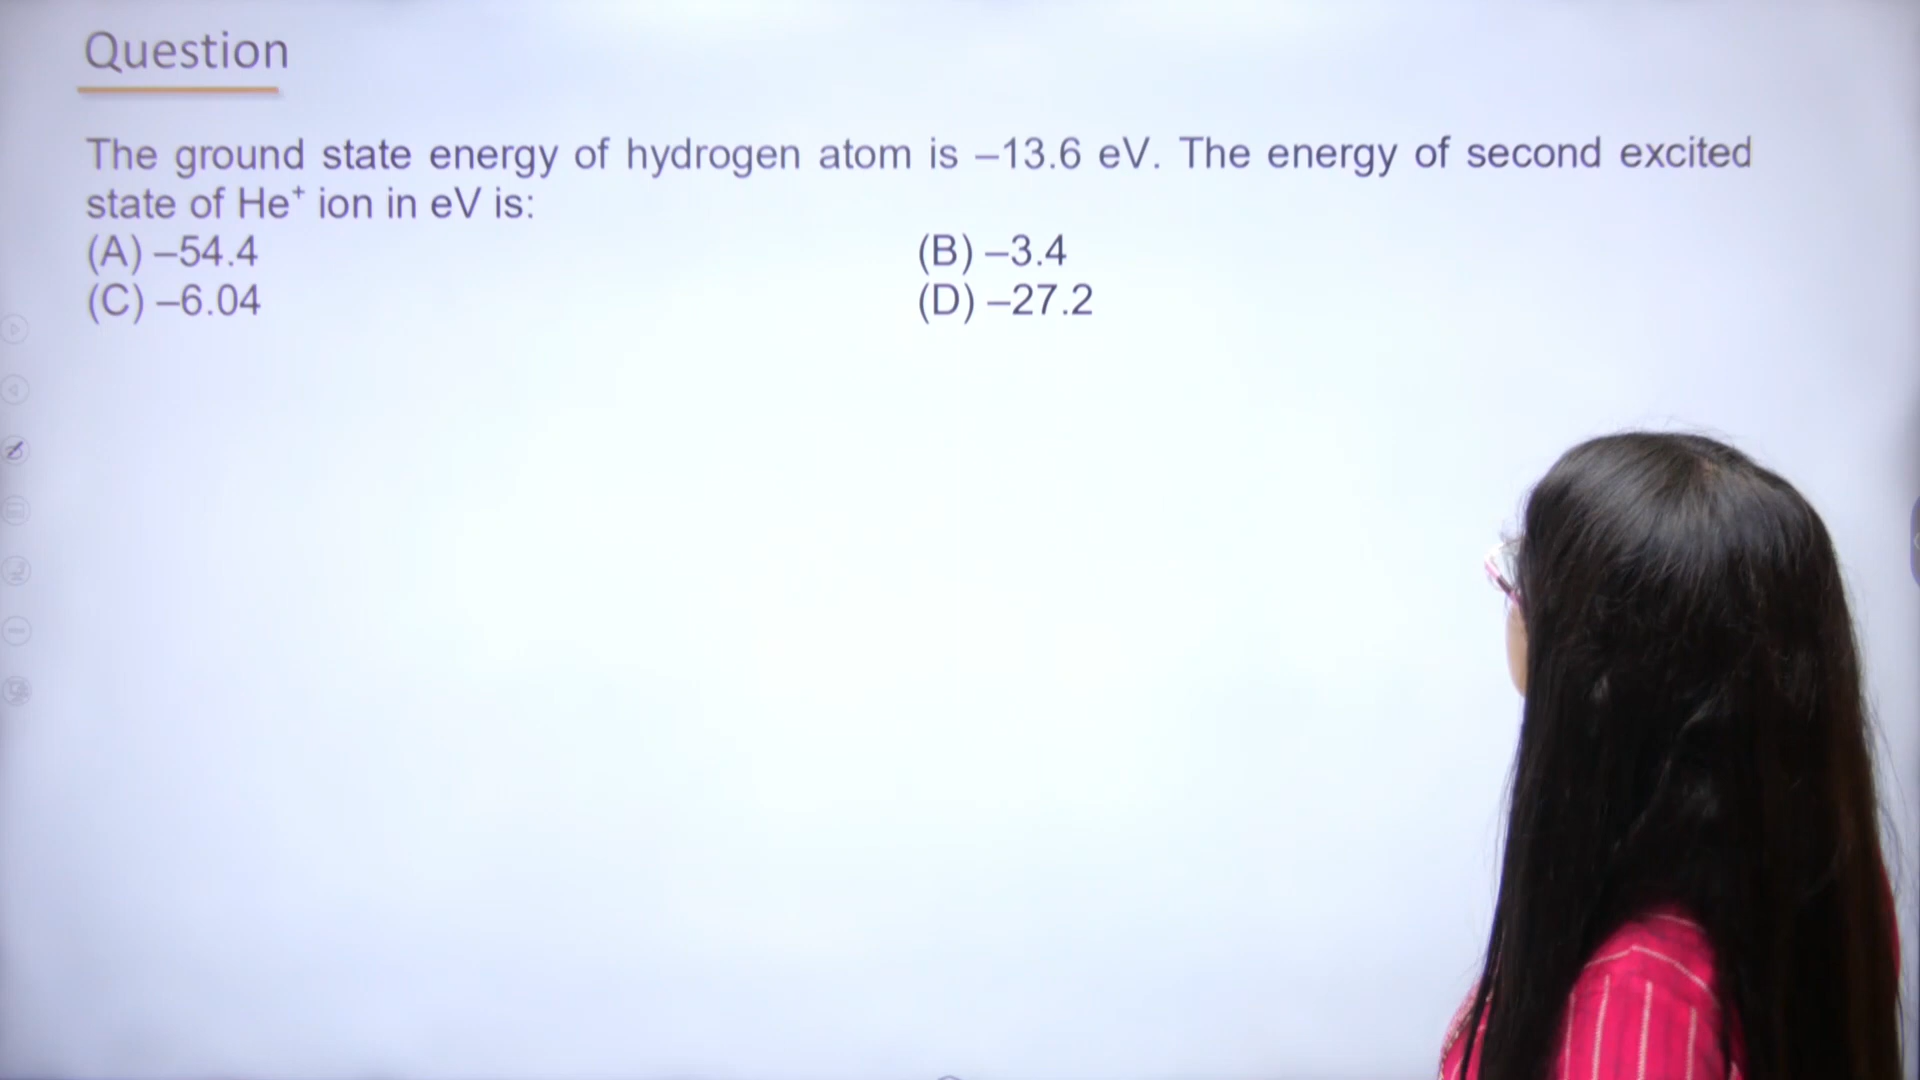 Question
The ground state energy of hydrogen atom is –13.6 eV. The energy of second excited
state of He⁺ ion in eV is:
(A) –54.4 (B) –3.4
(C) –6.04 (D) –27.2